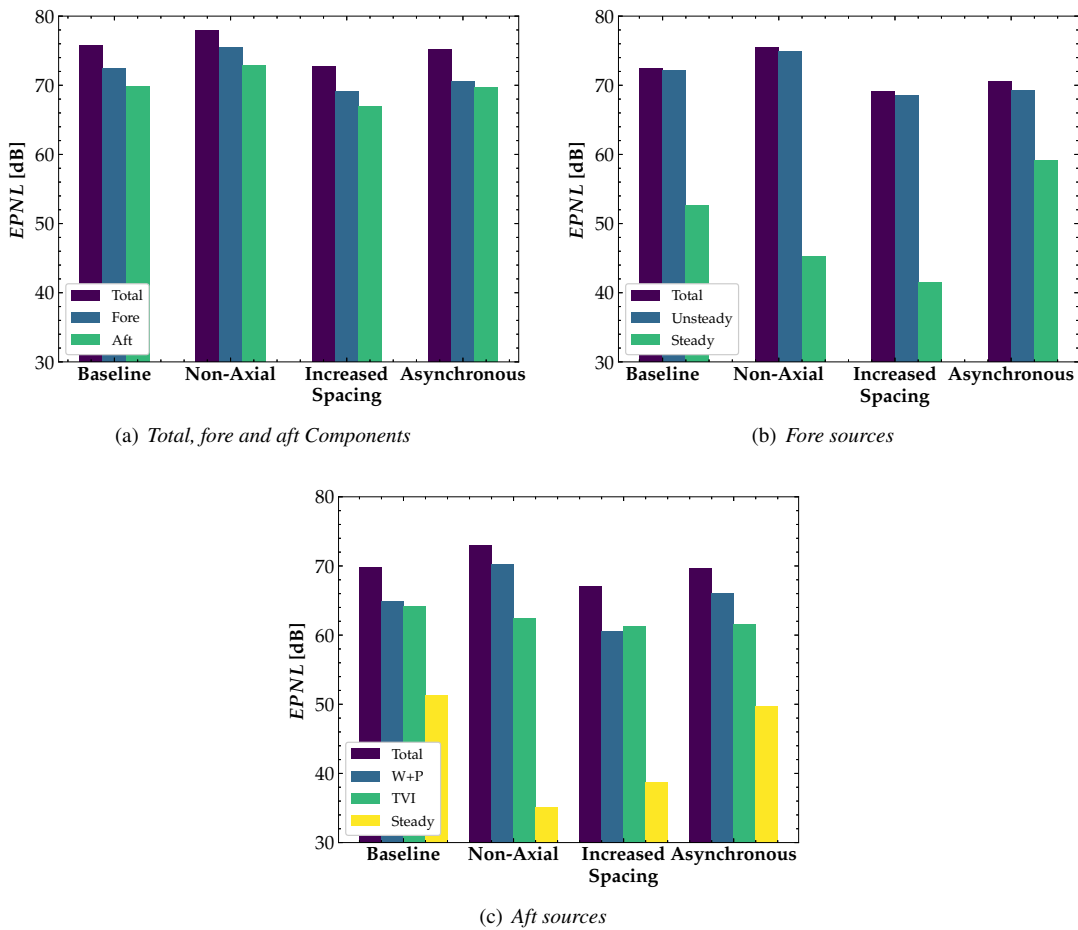 80
70
60
50
40
30
EPNL [dB]
Total
Fore
Aft
Baseline
Non-Axial
Increased
Spacing
Asynchronous
(a) Total, fore and aft Components
80
70
60
50
40
30
EPNL [dB]
Total
Unsteady
Steady
Baseline
Non-Axial
Increased
Spacing
Asynchronous
(b) Fore sources
80
70
60
50
40
30
EPNL [dB]
Total
W+P
TVI
Steady
Baseline
Non-Axial
Increased
Spacing
Asynchronous
(c) Aft sources